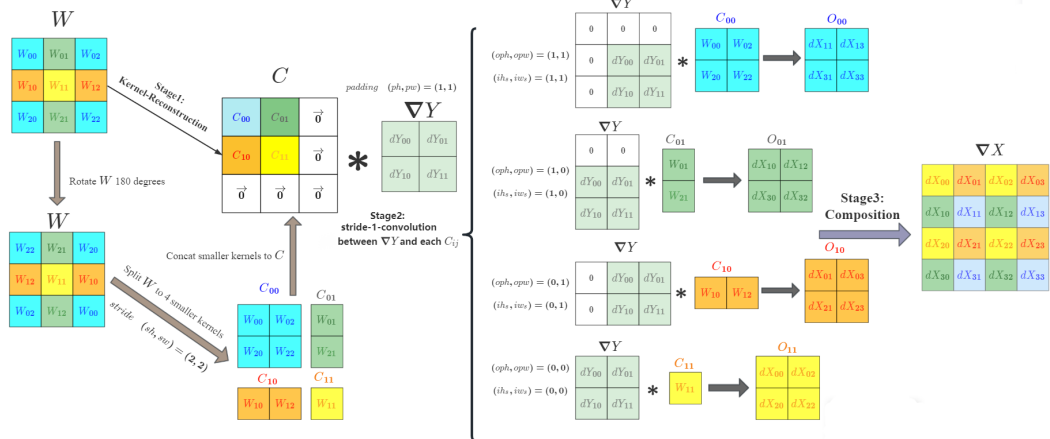 W
W00 W01 W02
W10 W11 W12
W20 W21 W22
Stage1:
Kernel-Reconstruction
Rotate W 180 degrees
W
W22 W21 W20
W12 W11 W10
W02 W12 W00
Split W to 4 smaller kernels
stride (sh, sw) = (2, 2)
C
C00 C01 0
C10 C11 0
0 0 0
Concat smaller kernels to C
C00
W00 W02
W20 W22
C01
W01
W21
C10
W10 W12
C11
W11
*
padding (ph, pw) = (1, 1)
∇Y
dY00 dY01
dY10 dY11
Stage2:
stride-1-convolution
between ∇Y and each Cij
∇Y
0 0 0
0 dY00 dY01
0 dY10 dY11
(oph, opw) = (1, 1)
(ihs, iws) = (1, 1)
*
C00
W00 W02
W20 W22
O00
dX11 dX13
dX31 dX33
∇Y
0 0
dY00 dY01
dY10 dY11
(oph, opw) = (1, 0)
(ihs, iws) = (1, 0)
*
C01
W01
W21
O01
dX10 dX12
dX30 dX32
∇Y
0 dY00 dY01
0 dY10 dY11
(oph, opw) = (0, 1)
(ihs, iws) = (0, 1)
*
C10
W10 W12
O10
dX01 dX03
dX21 dX23
∇Y
dY00 dY01
dY10 dY11
(oph, opw) = (0, 0)
(ihs, iws) = (0, 0)
*
C11
W11
O11
dX00 dX02
dX20 dX22
Stage3:
Composition
∇X
dX00 dX01 dX02 dX03
dX10 dX11 dX12 dX13
dX20 dX21 dX22 dX23
dX30 dX31 dX32 dX33